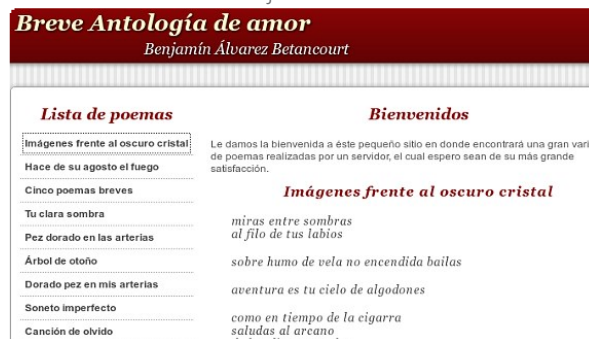 Breve Antología de amor
Benjamín Álvarez Betancourt
Lista de poemas
Imágenes frente al oscuro cristal
Hace de su agosto el fuego
Cinco poemas breves
Tu clara sombra
Pez dorado en las arterias
Árbol de otoño
Dorado pez en mis arterias
Soneto imperfecto
Canción de olvido
Bienvenidos
Le damos la bienvenida a éste pequeño sitio en donde encontrará una gran vari
de poemas realizadas por un servidor, el cual espero sean de su más grande
satisfacción.
Imágenes frente al oscuro cristal
miras entre sombras
al filo de tus labios
sobre humo de vela no encendida bailas
aventura es tu cielo de algodones
como en tiempo de la cigarra
saludas al arcano